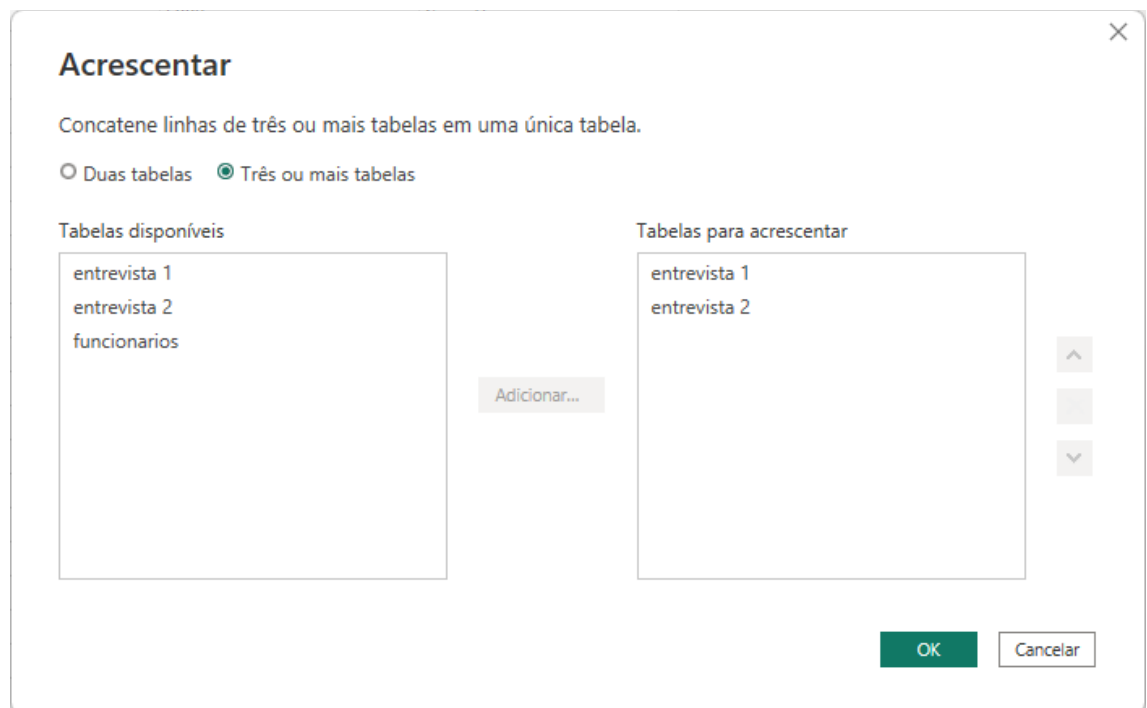 Acrescentar
Concatene linhas de três ou mais tabelas em uma única tabela.
Duas tabelas Três ou mais tabelas
Tabelas disponíveis
entrevista 1
entrevista 2
funcionarios
Adicionar...
Tabelas para acrescentar
entrevista 1
entrevista 2
OK Cancelar